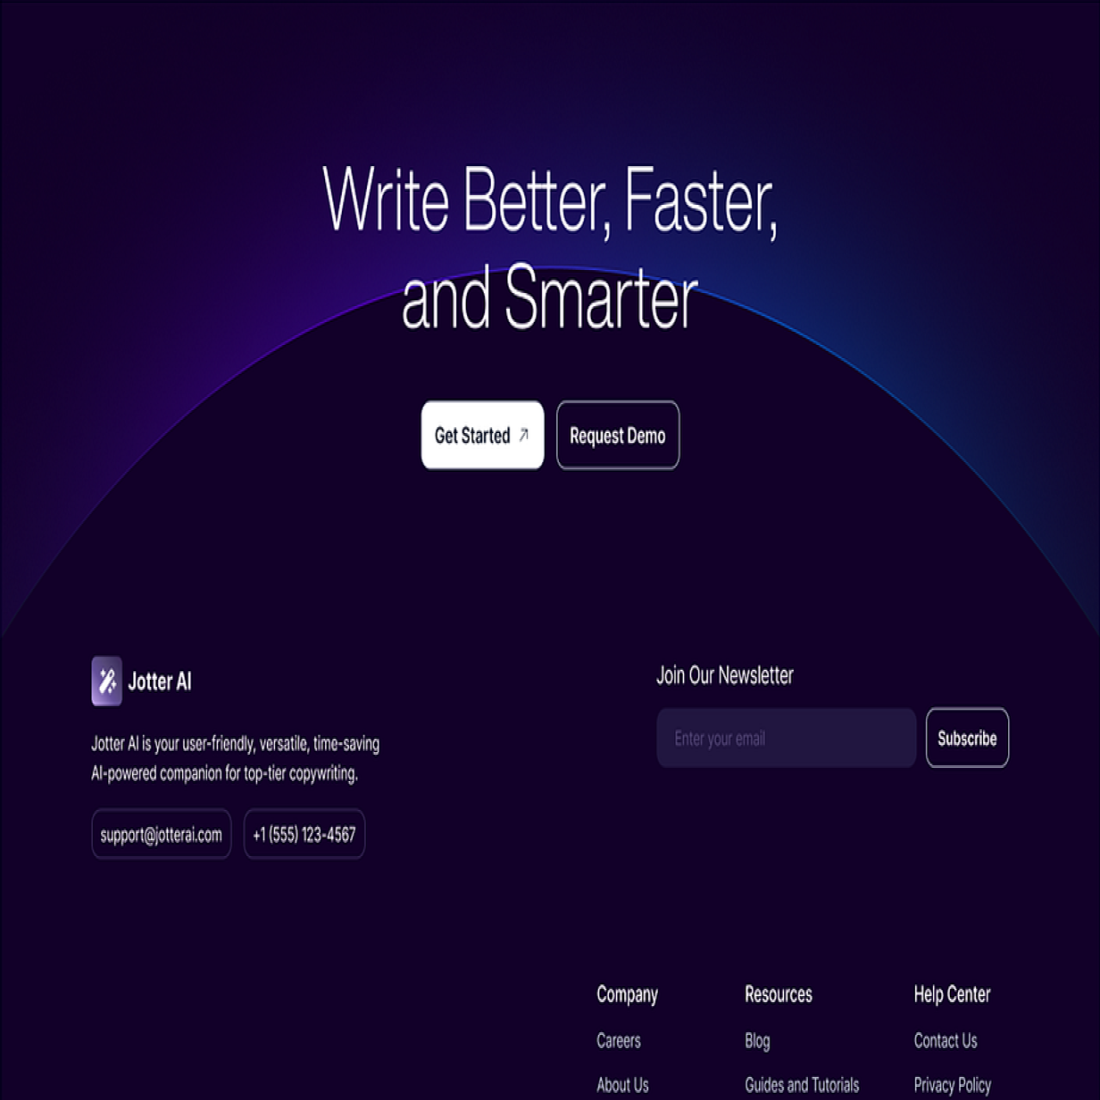 Write Better, Faster,
and Smarter
Get Started
Request Demo
Jotter AI
Jotter AI is your user-friendly, versatile, time-saving
AI-powered companion for top-tier copywriting.
support@jotterai.com
+1 (555) 123-4567
Join Our Newsletter
Enter your email
Subscribe
Company
Careers
About Us
Resources
Blog
Guides and Tutorials
Help Center
Contact Us
Privacy Policy